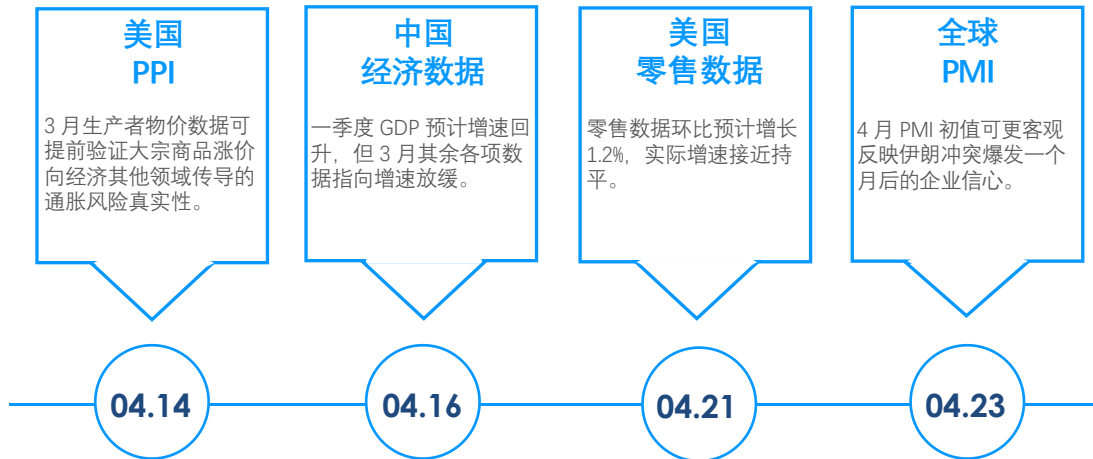 美国
PPI
3 月生产者物价数据可
提前验证大宗商品涨价
向经济其他领域传导的
通胀风险真实性。
中国
经济数据
一季度 GDP 预计增速回
升，但 3 月其余各项数
据指向增速放缓。
美国
零售数据
零售数据环比预计增长
1.2%，实际增速接近持
平。
全球
PMI
4 月 PMI 初值可更客观
反映伊朗冲突爆发一个
月后的企业信心。
04.14
04.16
04.21
04.23